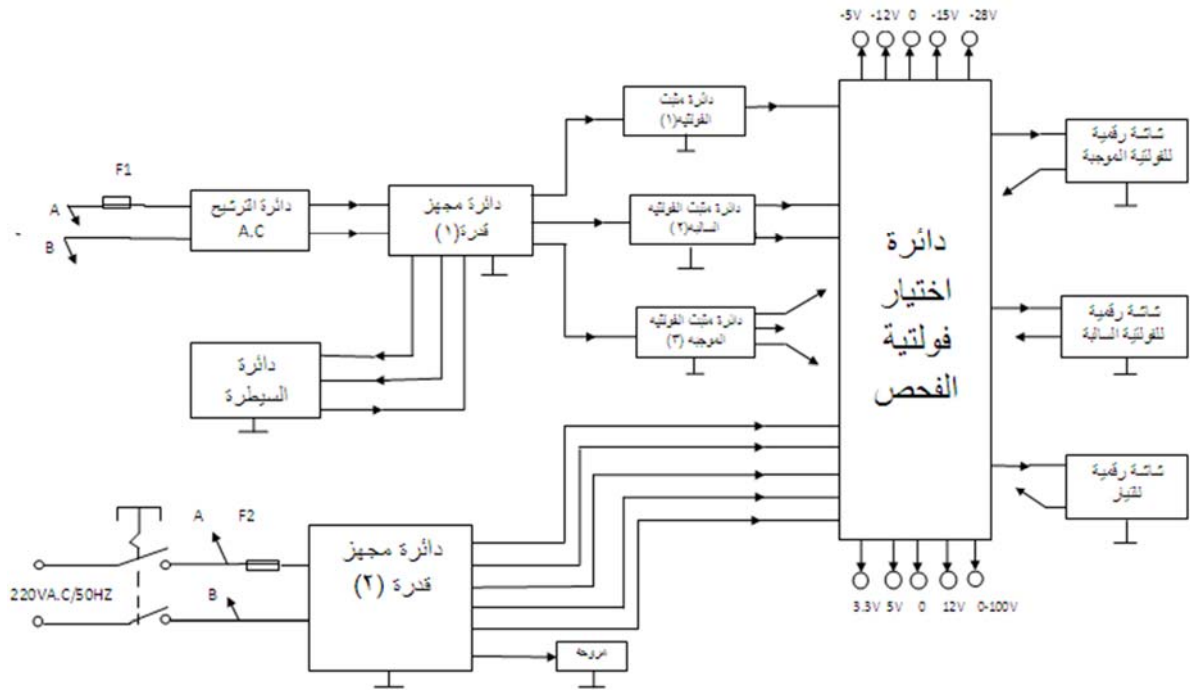 -5V -12V 0 -15V -28V
دائرة مثبت
الفولتيه(١)
شاشة رقمية
للفولتية الموجبة
F1
A
B
دائرة الترشيح
A.C
دائرة مجهز
قدرة(١)
دائرة مثبت الفولتيه
السالبه(٢)
دائرة
اختيار
فولتية
الفحص
دائرة مثبت الفولتيه
الموجبه (٣)
شاشة رقمية
للفولتية السالبة
دائرة
السيطرة
شاشة رقمية
للتيار
A F2
220VA.C/50HZ
B
دائرة مجهز
قدرة (٢)
مروحة
3.3V 5V 0 12V 0-100V